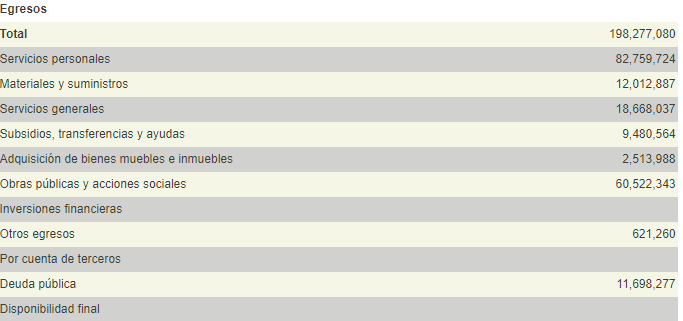 Egresos
Total 198,277,080
Servicios personales 82,759,724
Materiales y suministros 12,012,887
Servicios generales 18,668,037
Subsidios, transferencias y ayudas 9,480,564
Adquisición de bienes muebles e inmuebles 2,513,988
Obras públicas y acciones sociales 60,522,343
Inversiones financieras
Otros egresos 621,260
Por cuenta de terceros
Deuda pública 11,698,277
Disponibilidad final